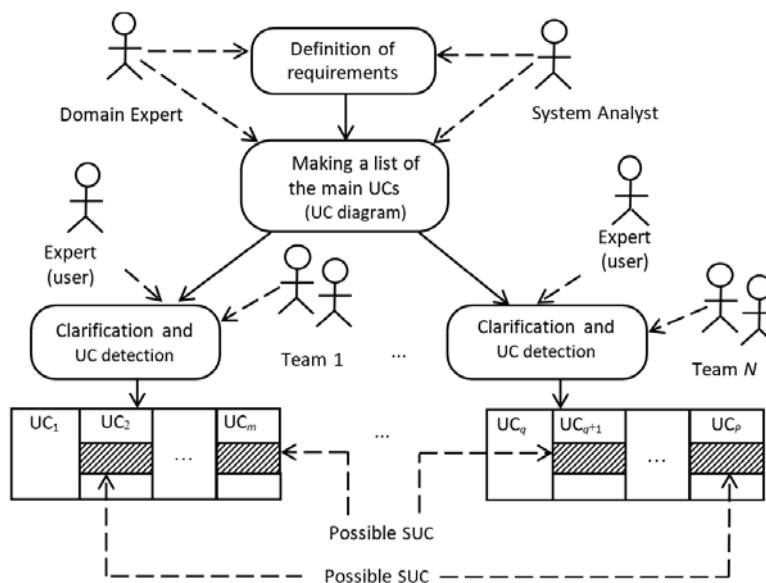 Definition of
requirements
Domain Expert
System Analyst
Making a list of
the main UCs
(UC diagram)
Expert
(user)
Expert
(user)
Clarification and
UC detection
Team 1
...
Clarification and
UC detection
Team N
UC1
UC2
...
UCm
...
UCq
UCq+1
...
UCp
Possible SUC
Possible SUC